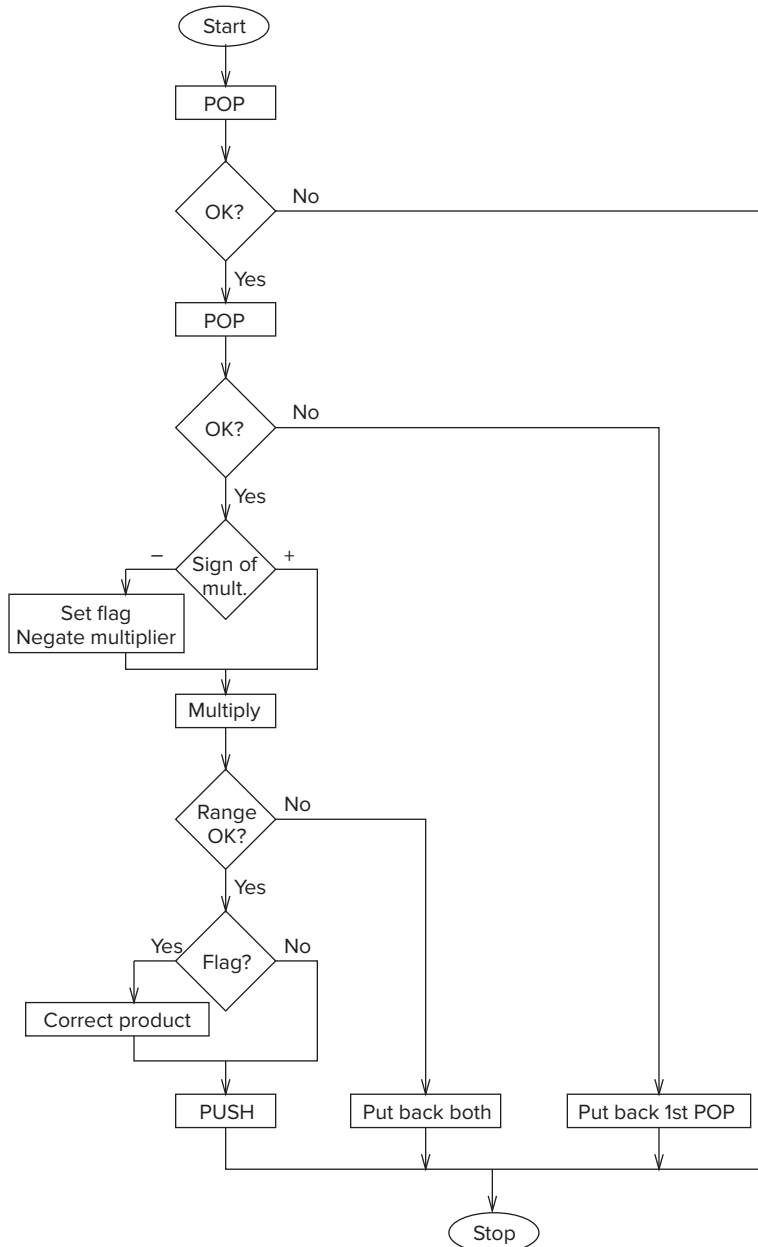 Start
POP
OK?
No
Yes
POP
OK?
No
Yes
–
Sign of
mult.
+
Set flag
Negate multiplier
Multiply
Range
OK?
No
Yes
Yes
Flag?
No
Correct product
PUSH
Put back both
Put back 1st POP
Stop